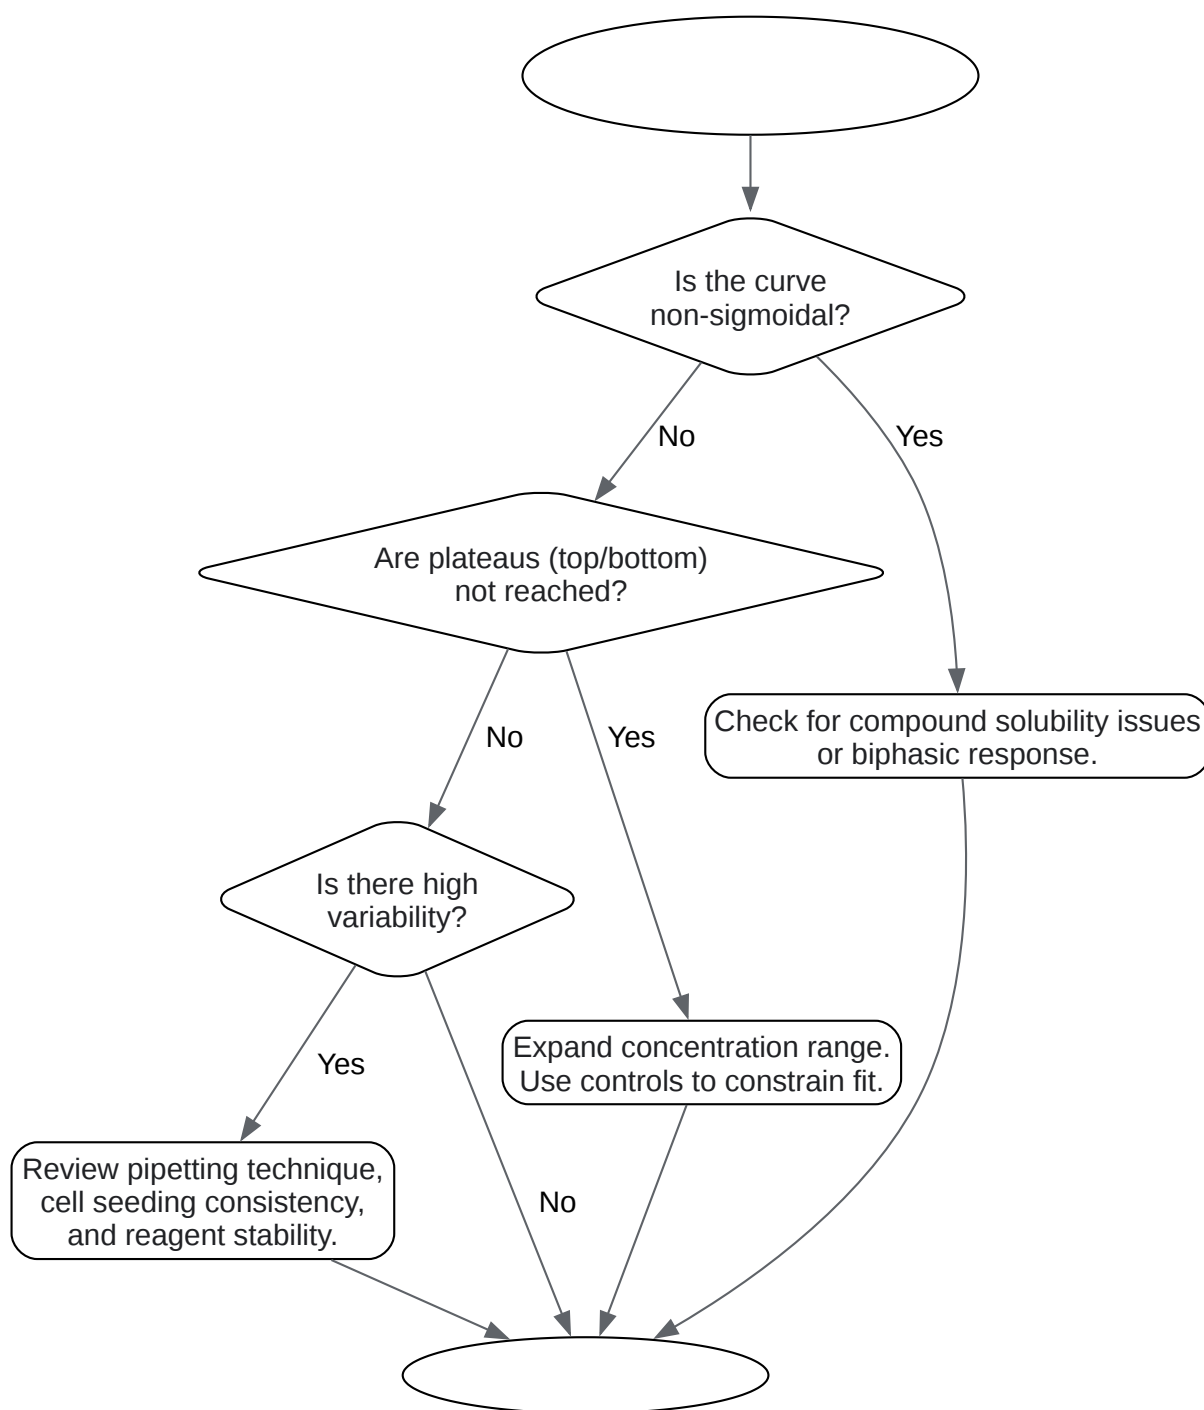 Is the curve
non-sigmoidal?
No
Yes
Are plateaus (top/bottom)
not reached?
Check for compound solubility issues
or biphasic response.
No
Yes
Is there high
variability?
Expand concentration range.
Use controls to constrain fit.
Yes
Review pipetting technique,
cell seeding consistency,
and reagent stability.
No